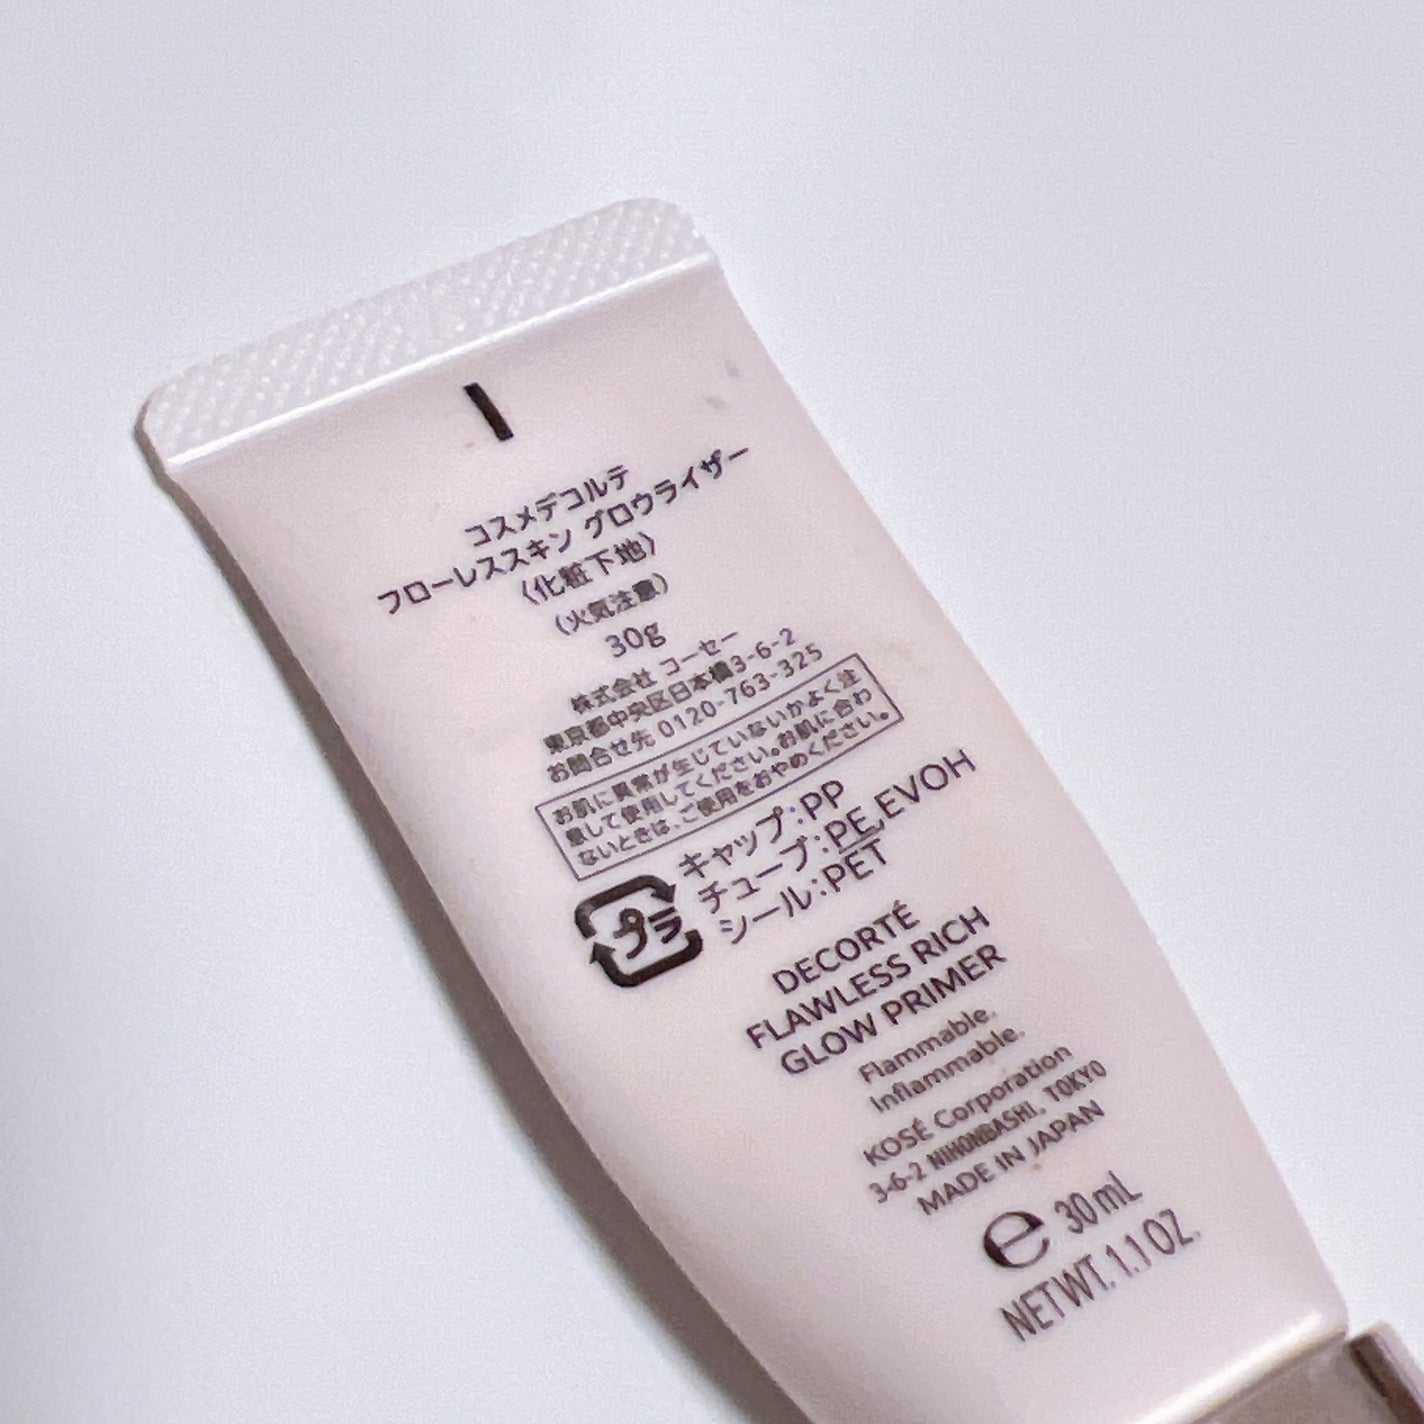 コスメデコルテ
フローレススキン グロウライザー
〈化粧下地〉
(火気注意)
30g
株式会社 コーセー
東京都中央区日本橋3-6-2
お問合せ先 0120-763-325
お肌に異常が生じていないかよく注
意して使用してください。お肌に合わ
ないときは、ご使用をおやめください。
キャップ:PP
チューブ:PE,EVOH
シール:PET
プラ
DECORTÉ
FLAWLESS RICH
GLOW PRIMER
Flammable.
Inflammable.
KOSÉ Corporation
3-6-2 NIHONBASHI, TOKYO
MADE IN JAPAN
℮ 30mL
NET WT. 1.1 OZ.